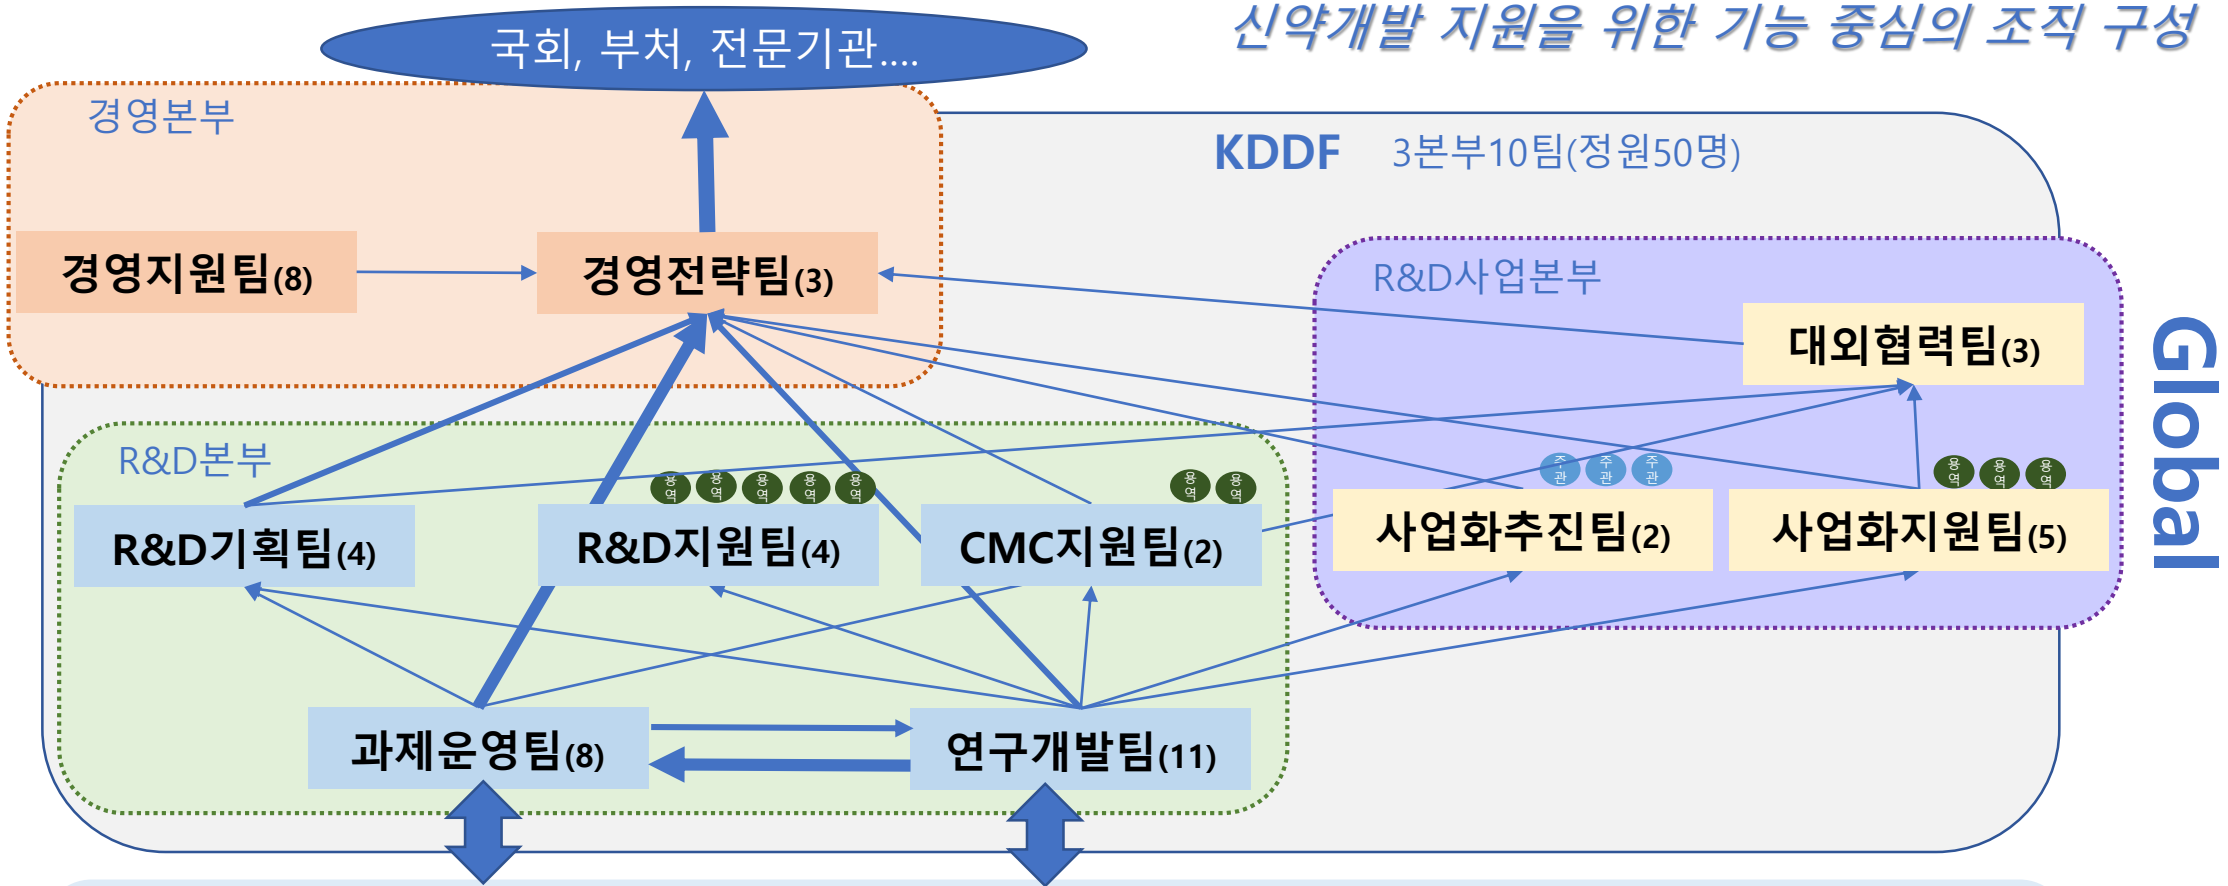 신약개발 지원을 위한 기능 중심의 조직 구성
국회, 부처, 전문기관....
경영본부
KDDF 3본부10팀(정원50명)
경영지원팀(8)
경영전략팀(3)
R&D사업본부
대외협력팀(3)
Global
R&D본부
용역
용역
용역
용역
용역
용역
용역
주관
주관
주관
용역
용역
용역
R&D기획팀(4)
R&D지원팀(4)
CMC지원팀(2)
사업화추진팀(2)
사업화지원팀(5)
과제운영팀(8)
연구개발팀(11)